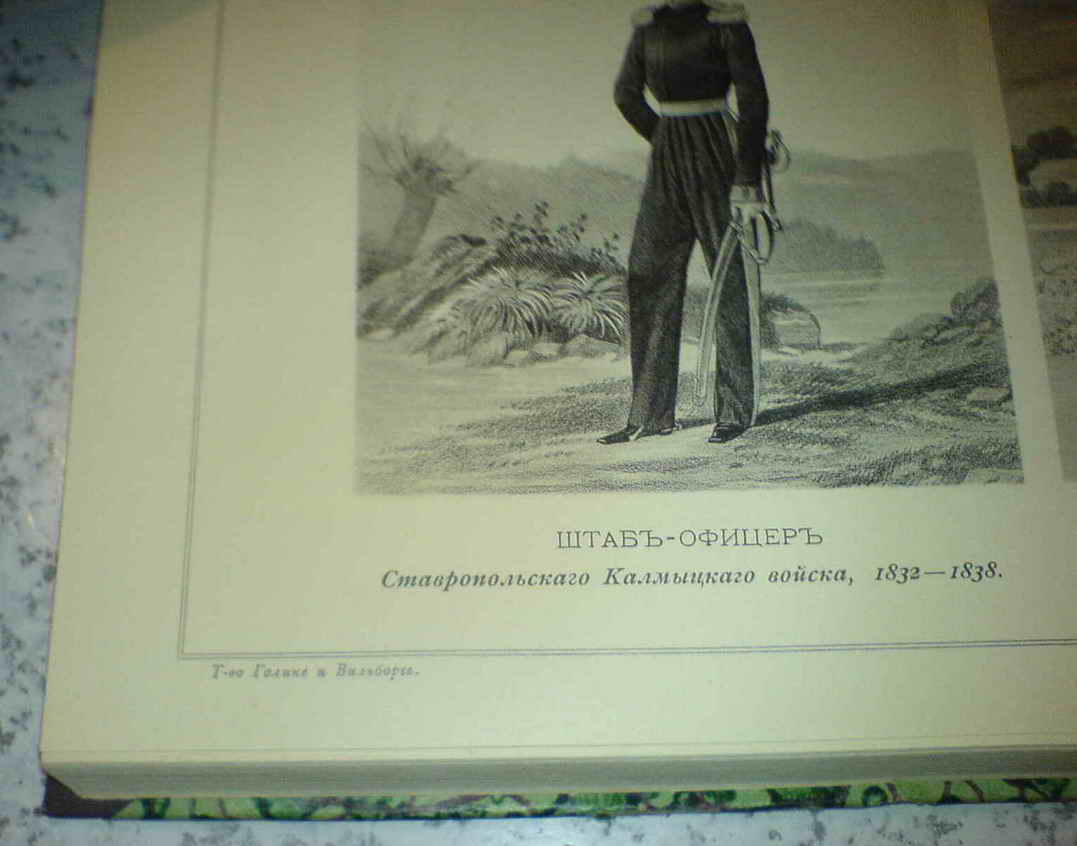 ШТАБЪ-ОФИЦЕРЪ
Ставропольскаго Калмыцкаго войска, 1832—1838.
Т-во Голике и Вильборгъ.